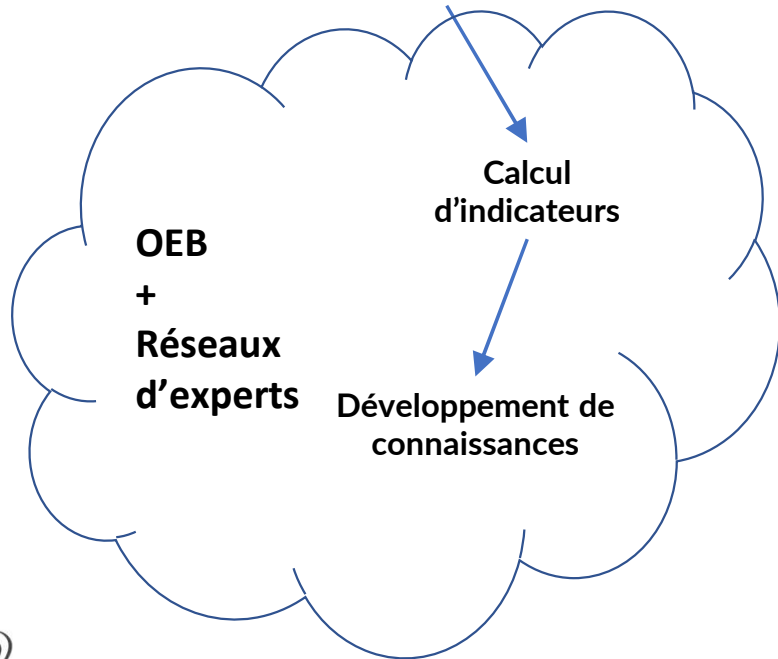 Calcul
d’indicateurs
OEB
+
Réseaux
d’experts
Développement de
connaissances